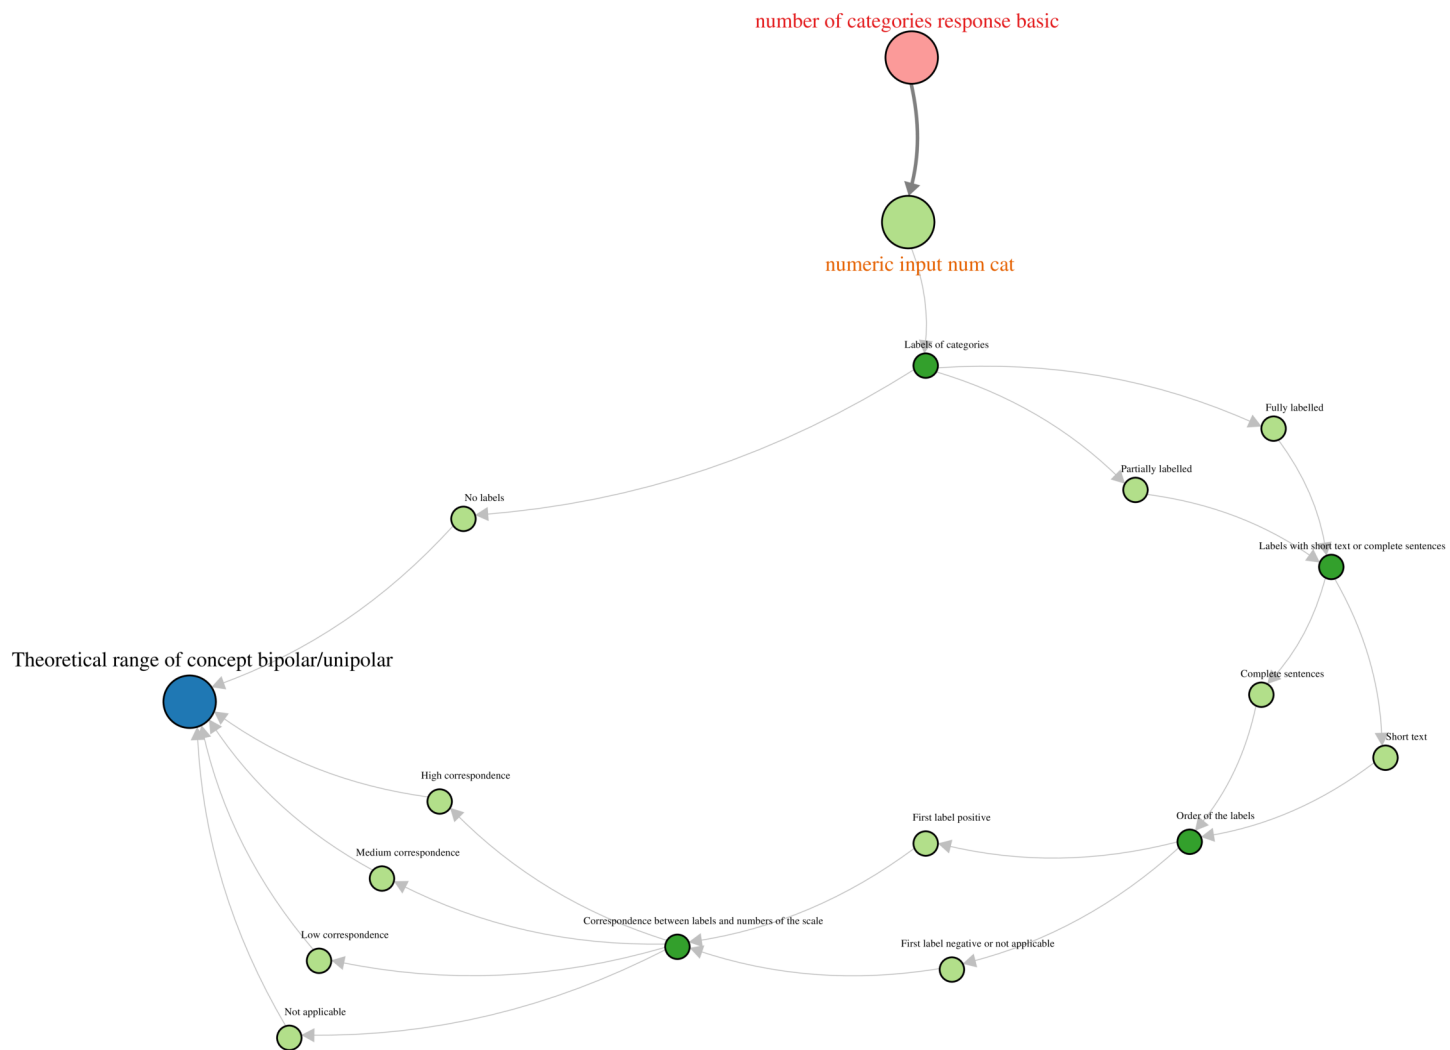 number of categories response basic
numeric input num cat
Labels of categories
Fully labelled
Partially labelled
No labels
Labels with short text or complete sentences
Theoretical range of concept bipolar/unipolar
Complete sentences
Short text
High correspondence
First label positive
Order of the labels
Medium correspondence
Correspondence between labels and numbers of the scale
Low correspondence
First label negative or not applicable
Not applicable